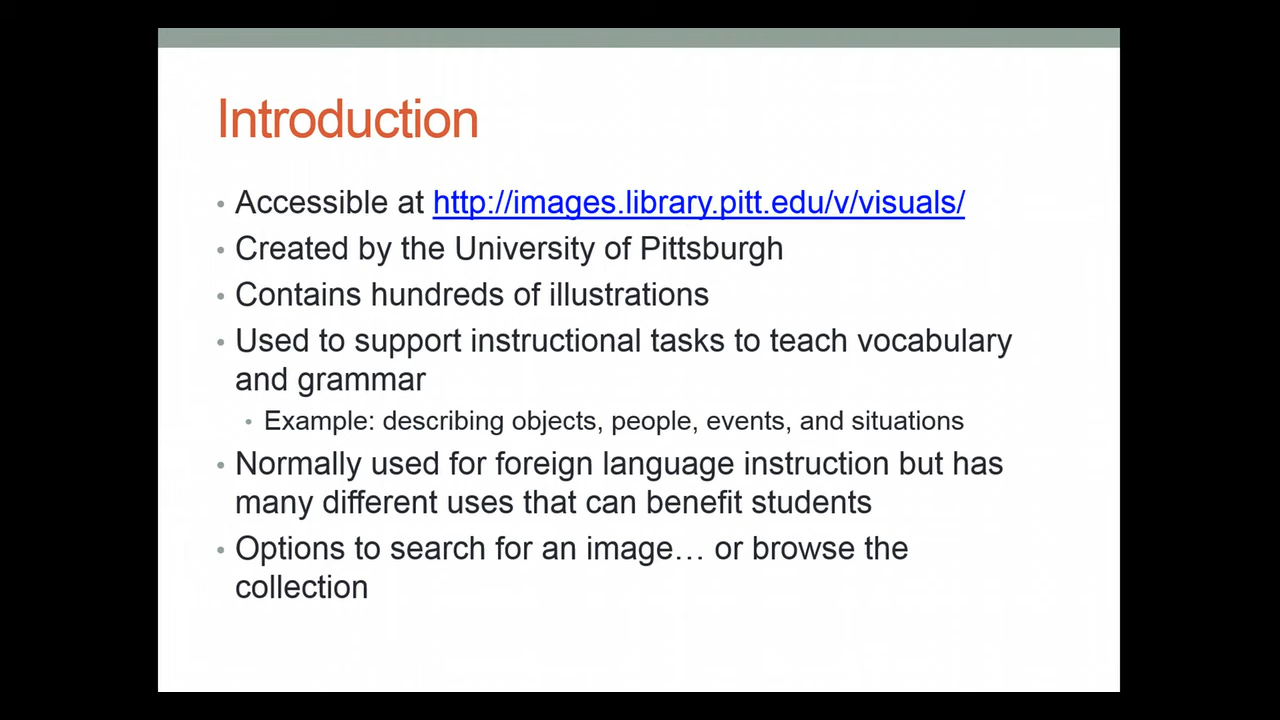 Introduction
• Accessible at http://images.library.pitt.edu/v/visuals/
• Created by the University of Pittsburgh
• Contains hundreds of illustrations
• Used to support instructional tasks to teach vocabulary
and grammar
• Example: describing objects, people, events, and situations
• Normally used for foreign language instruction but has
many different uses that can benefit students
• Options to search for an image… or browse the
collection